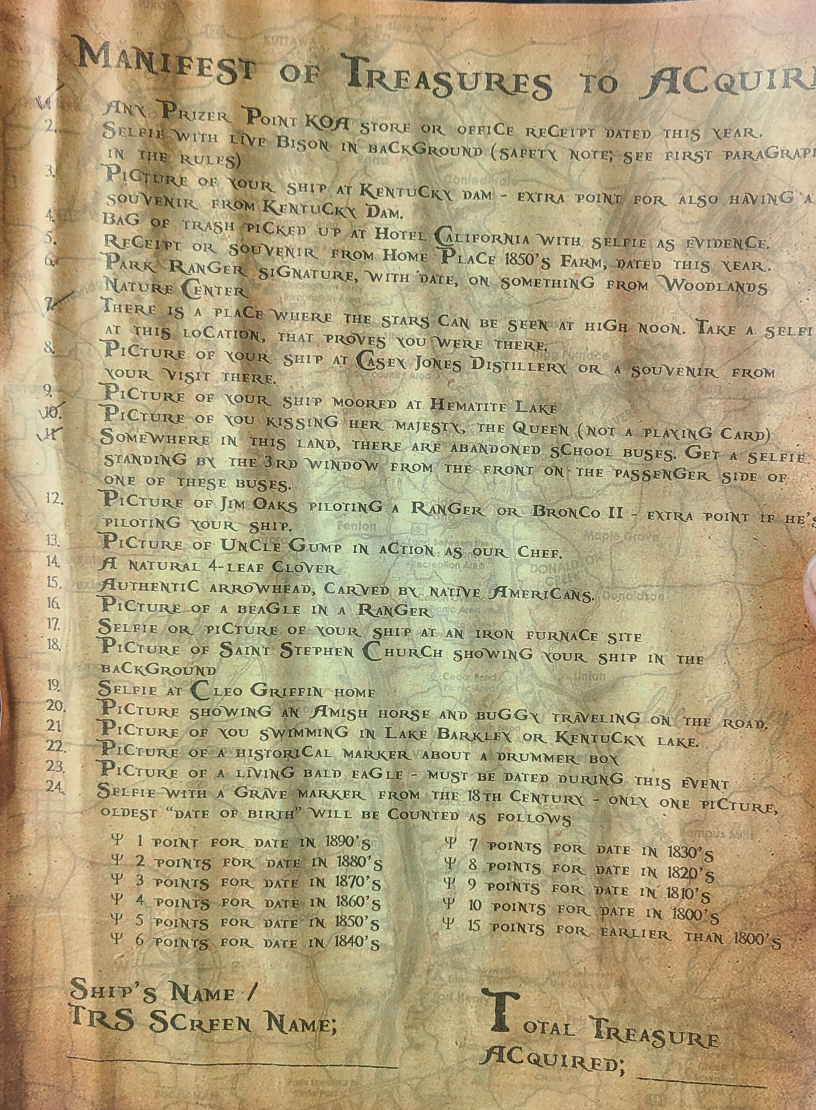 Manifest of Treasures to Acquir
1. Any Prizer Point KOA store or office receipt dated this year.
2. Selfie with live Bison in background (safety note; see first paragraph
in the rules)
3. Picture of your ship at Kentucky dam - extra point for also having a
souvenir from Kentucky Dam.
4. Bag of trash picked up at Hotel California with selfie as evidence.
5. Receipt or souvenir from Home Place 1850's Farm, dated this year.
6. Park Ranger signature, with date, on something from Woodlands
Nature Center
7. There is a place where the stars can be seen at high noon. Take a selfi
at this location, that proves you were there.
8. Picture of your ship at Casey Jones Distillery or a souvenir from
your visit there.
9. Picture of your ship moored at Hematite Lake
10. Picture of you kissing her majesty, the Queen (not a playing card)
11. Somewhere in this land, there are abandoned school buses. Get a selfie
standing by the 3rd window from the front on the passenger side of
one of these buses.
12. Picture of Jim Oaks piloting a Ranger or Bronco II - extra point if he's
piloting your ship.
13. Picture of Uncle Gump in action as our Chef.
14. A natural 4-leaf clover
15. Authentic arrowhead, carved by native Americans.
16. Picture of a beagle in a Ranger
17. Selfie or picture of your ship at an iron furnace site
18. Picture of Saint Stephen Church showing your ship in the
background
19. Selfie at Cleo Griffin home
20. Picture showing an Amish horse and buggy traveling on the road.
21 Picture of you swimming in Lake Barkley or Kentucky lake.
22. Picture of a historical marker about a drummer boy
23. Picture of a living bald eagle - must be dated during this event
24. Selfie with a Grave marker from the 18th Century - only one picture,
oldest "date of birth" will be counted as follows
Ψ 1 point for date in 1890's
Ψ 2 points for date in 1880's
Ψ 3 points for date in 1870's
Ψ 4 points for date in 1860's
Ψ 5 points for date in 1850's
Ψ 6 points for date in 1840's
Ψ 7 points for date in 1830's
Ψ 8 points for date in 1820's
Ψ 9 points for date in 1810's
Ψ 10 points for date in 1800's
Ψ 15 points for earlier than 1800's
Ship's Name /
TRS Screen Name;
Total Treasure
Acquired;